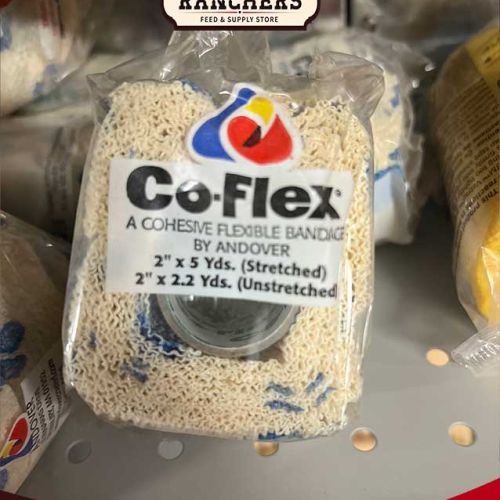 RANCHERS
FEED & SUPPLY STORE
Co-Flex®
A COHESIVE FLEXIBLE BANDAGE
BY ANDOVER
2" x 5 Yds. (Stretched)
2" x 2.2 Yds. (Unstretched)
ANDOVER